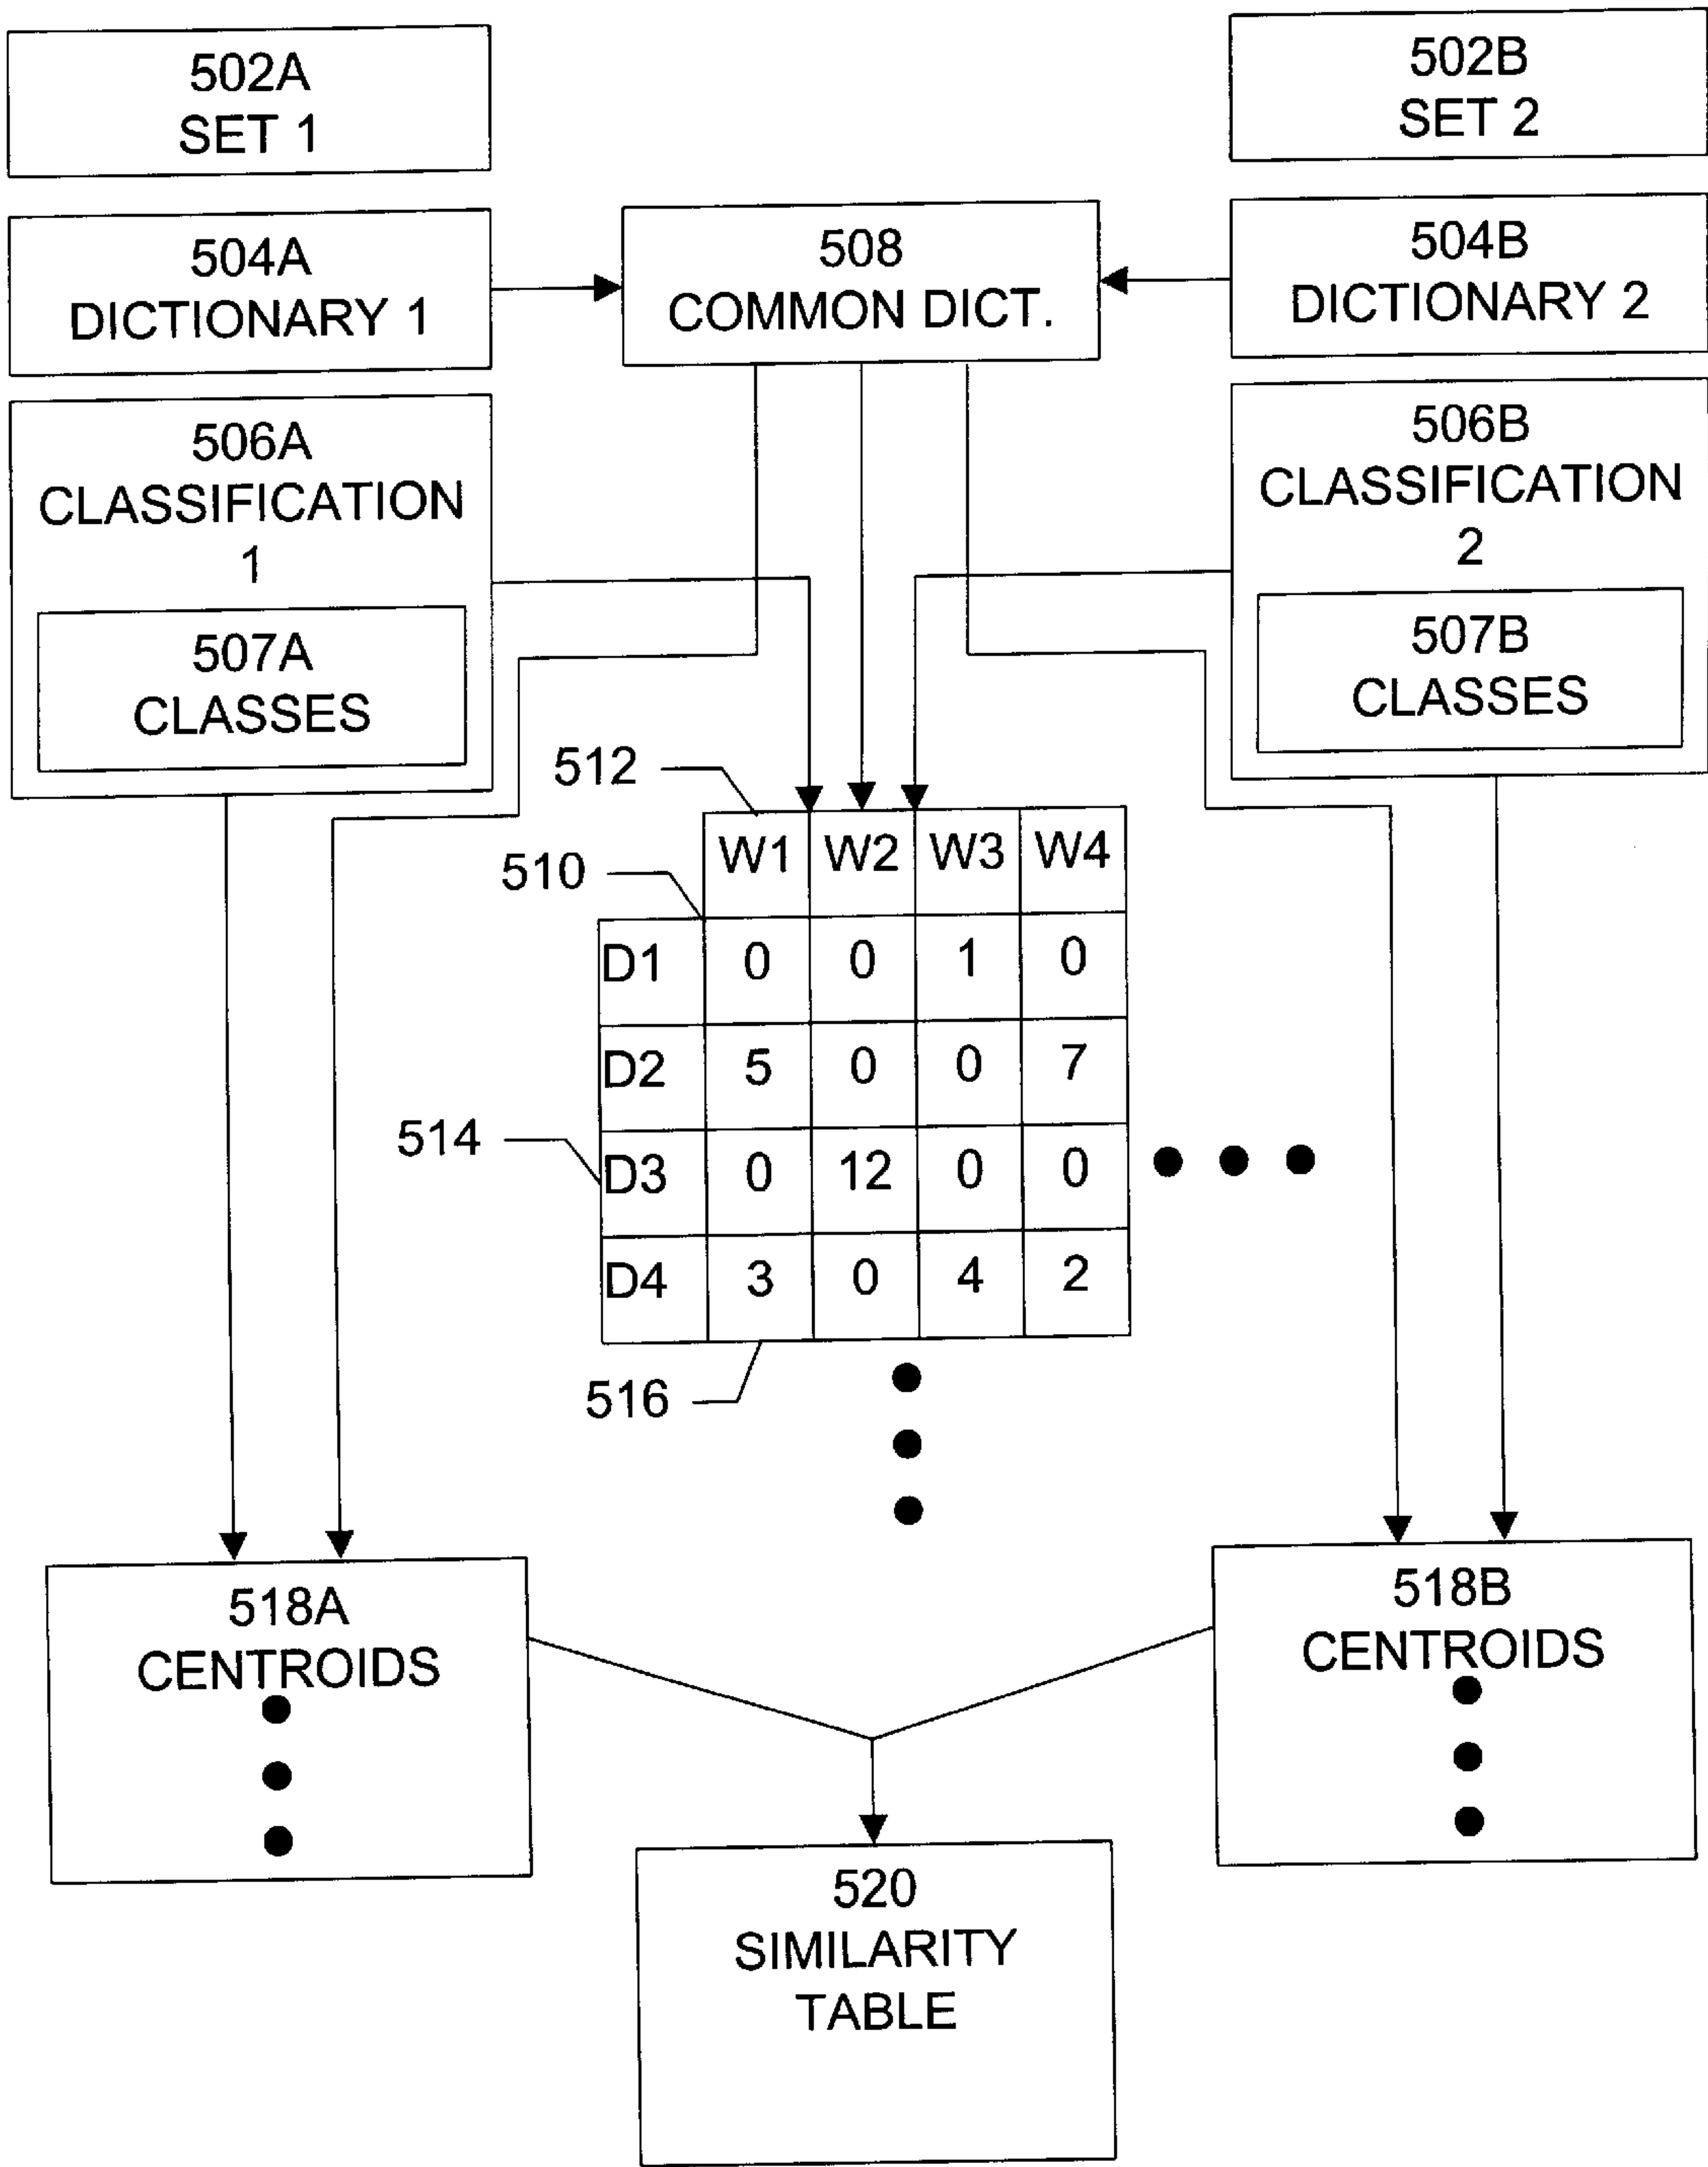 502A
SET 1
502B
SET 2
504A
DICTIONARY 1
508
COMMON DICT.
504B
DICTIONARY 2
506A
CLASSIFICATION
1
507A
CLASSES
506B
CLASSIFICATION
2
507B
CLASSES
512
510
W1 W2 W3 W4
D1 0 0 1 0
D2 5 0 0 7
514
D3 0 12 0 0
D4 3 0 4 2
516
518A
CENTROIDS
518B
CENTROIDS
520
SIMILARITY
TABLE